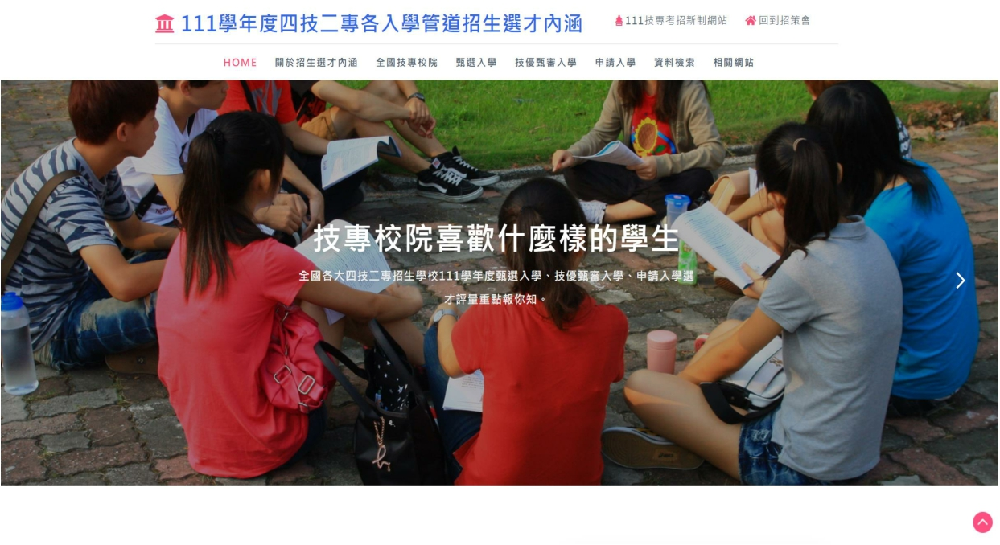 111學年度四技二專各入學管道招生選才內涵
111技專考招新制網站
回到招策會
HOME 關於招生選才內涵 全國技專校院 甄選入學 技優甄審入學 申請入學 資料檢索 相關網站
技專校院喜歡什麼樣的學生
全國各大四技二專招生學校111學年度甄選入學、技優甄審入學、申請入學選
才評量重點報你知。